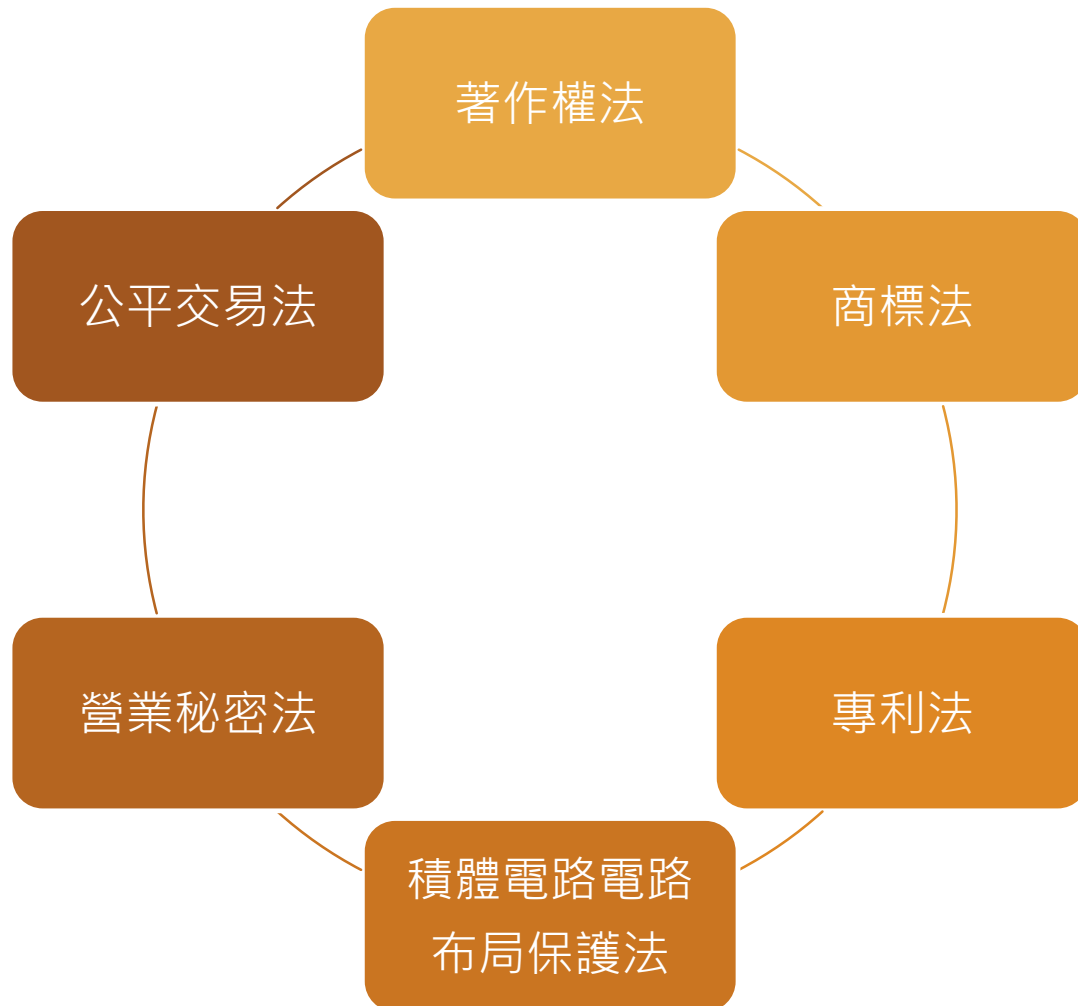 著作權法
公平交易法
商標法
營業秘密法
專利法
積體電路電路
布局保護法